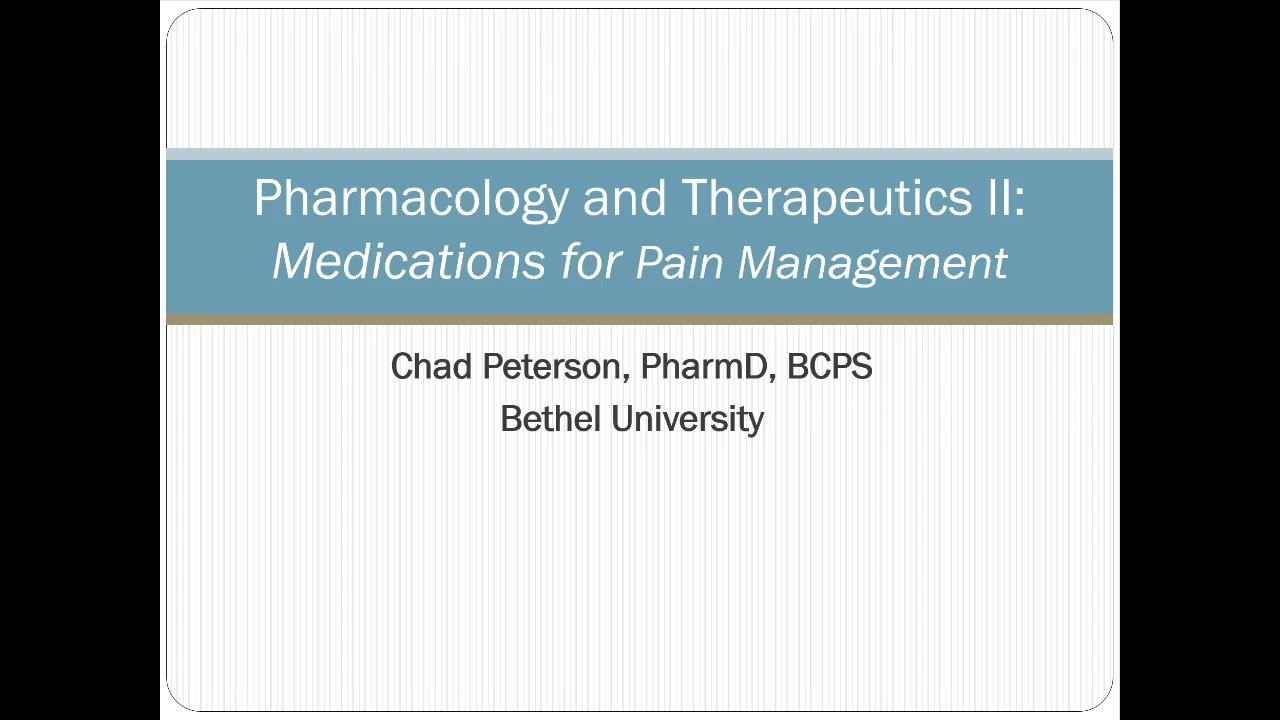 Pharmacology and Therapeutics II:
Medications for Pain Management
Chad Peterson, PharmD, BCPS
Bethel University